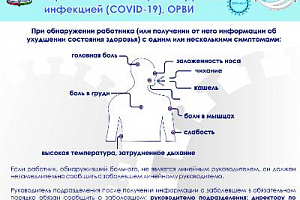 инфекцией (COVID-19), ОРВИ
При обнаружении работника (или получении от него информации об
ухудшении состояния здоровья) с одним или несколькими симптомами:
головная боль
заложенность носа
чихание
кашель
боль в груди
боли в мышцах
слабость
высокая температура, затрудненное дыхание
Если работник, обнаруживший больного, не является линейным руководителем, он должен
незамедлительно сообщить о заболевшем линейному руководителю.
Руководитель подразделения после получения информации о заболевшем в обязательном
порядке обязан сообщить о заболевшем: руководителю подразделения; директору по